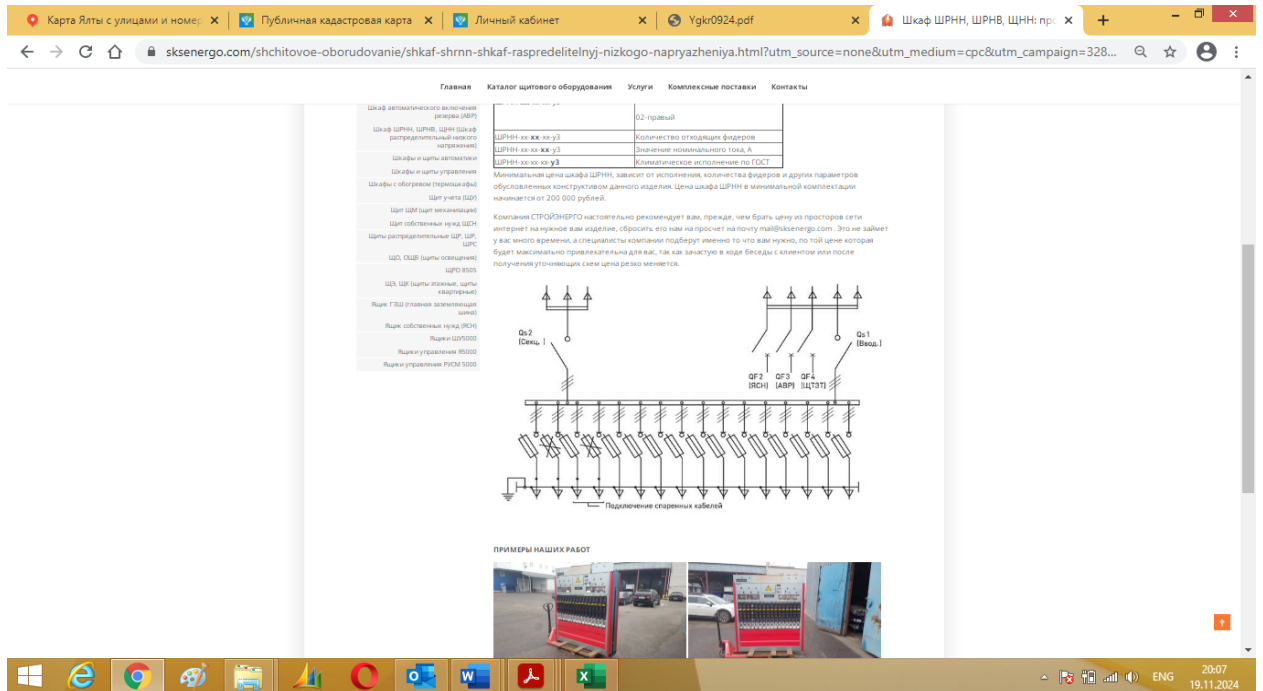 Карта Ялты с улицами и номер
Публичная кадастровая карта
Личный кабинет
Ygkr0924.pdf
Шкаф ШРНН, ШРНВ, ЩНН: про
sksenergo.com/shchitovoe-oborudovanie/shkaf-shrnn-shkaf-raspredelitelnyj-nizkogo-napryazheniya.html?utm_source=none&utm_medium=cpc&utm_campaign=328...
Главная Каталог щитового оборудования Услуги Комплексные поставки Контакты
Шкаф автоматического включения
резерва (АВР)
Шкаф ШРНН, ШРНВ, ЩНН (Шкаф
распределительный низкого
напряжения)
Шкафы и щиты автоматики
Шкафы и щиты управления
Шкафы с обогревом (термошкафы)
Щит учета (ЩУ)
Щит ЩМ (щит механизации)
Щит собственных нужд ЩСН
Щиты распределительные ЩР, ШР,
ШРС
ЩО, ОЩВ (щиты освещения)
ЩРО 8505
ЩЭ, ЩК (щиты этажные, щиты
квартирные)
Ящик ГЗШ (главная заземляющая
шина)
Ящик собственных нужд (ЯСН)
Ящики ШУ5000
Ящики управления Я5000
Ящики управления РУСМ 5000
02-правый
ШРНН-хх-хх-хх-у3 Количество отходящих фидеров
ШРНН-хх-хх-хх-у3 Значение номинального тока, А
ШРНН-хх-хх-хх-у3 Климатическое исполнение по ГОСТ
Минимальная цена шкафа ШРНН, зависит от исполнения, количества фидеров и других параметров
обусловленных конструктивом данного изделия. Цена шкафа ШРНН в минимальной комплектации
начинается от 200 000 рублей.
Компания СТРОЙЭНЕРГО настоятельно рекомендует вам, прежде, чем брать цену из просторов сети
интернет на нужное вам изделие, сбросить его нам на просчет на почту mail@sksenergo.com . Это не займет
у вас много времени, а специалисты компании подберут именно то что вам нужно, по той цене которая
будет максимально привлекательна для вас, так как зачастую в ходе беседы с клиентом или после
получения уточняющих схем цена резко меняется.
Qs2
(Секц. )
Qs1
(Ввод.)
QF2 QF3 QF4
(ЯСН) (АВР) (ЩТЗТ)
Подключение спаренных кабелей
ПРИМЕРЫ НАШИХ РАБОТ
ENG
20:07
19.11.2024